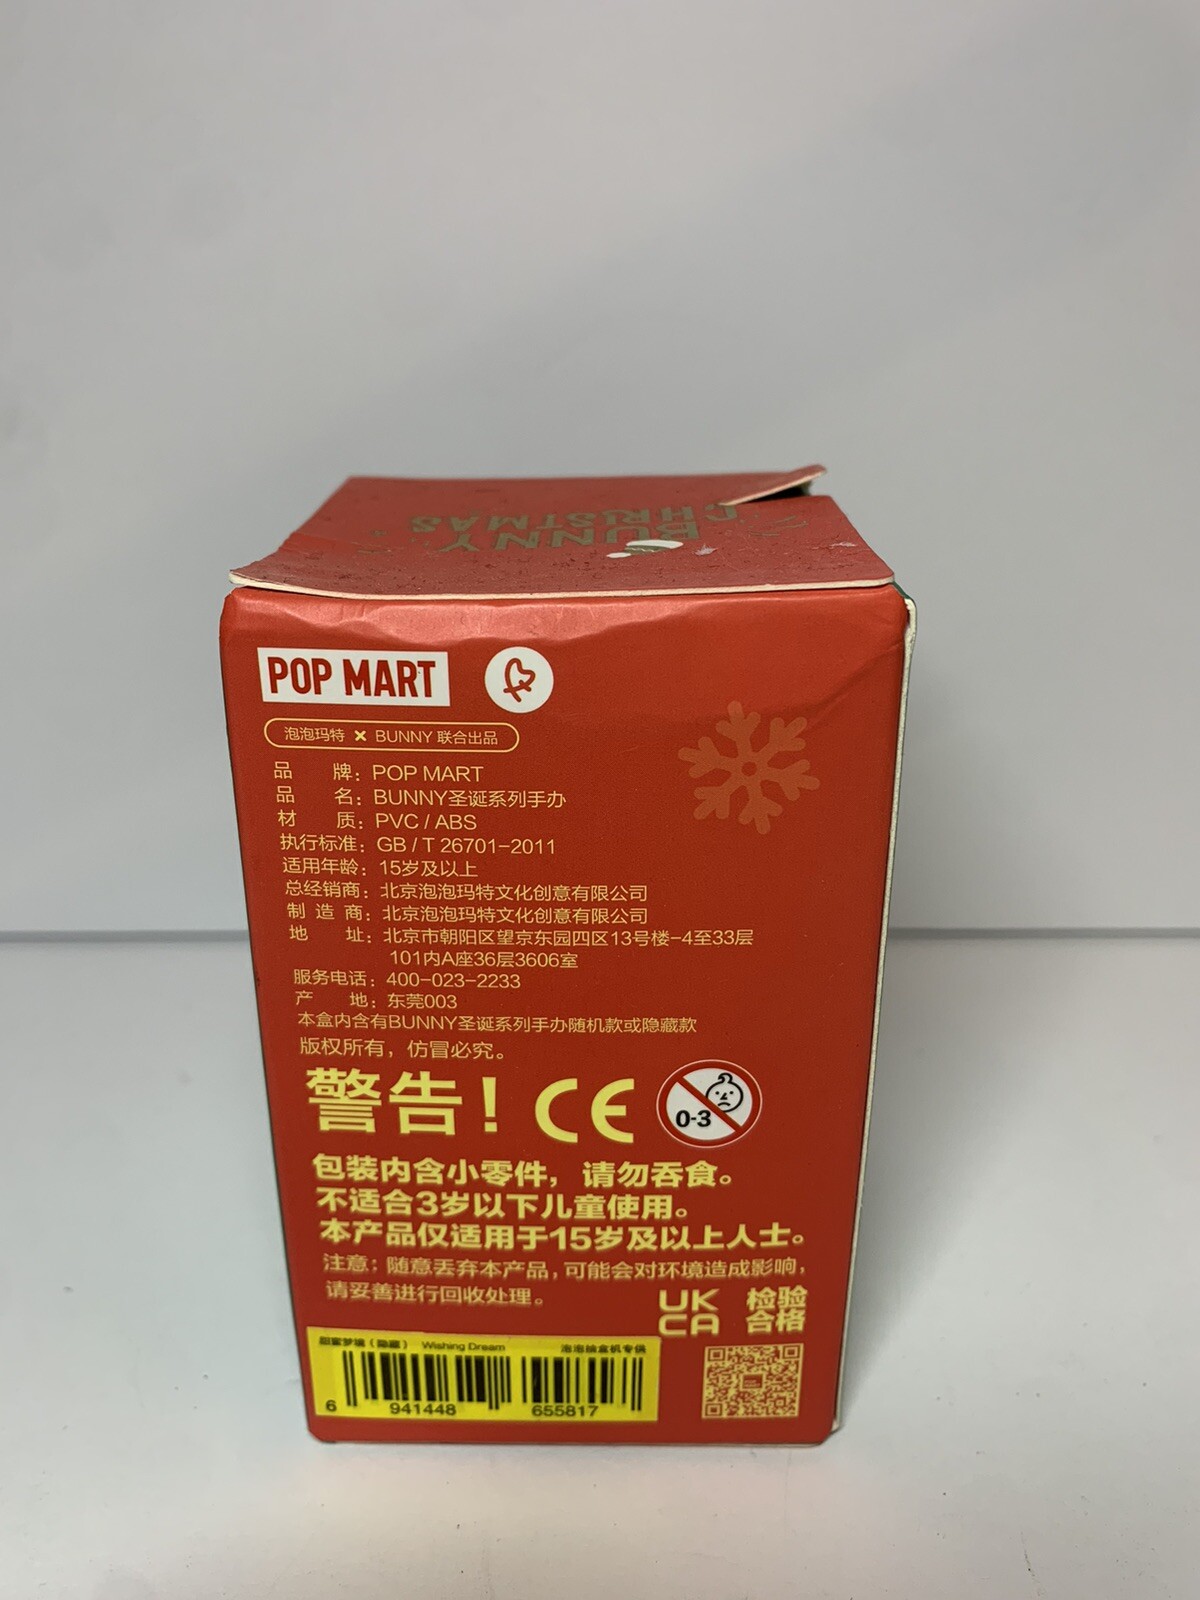 BUNNY
CHRISTMAS
POP MART
泡泡玛特 × BUNNY 联合出品
品牌：POP MART
品名：BUNNY圣诞系列手办
材质：PVC / ABS
执行标准：GB / T 26701-2011
适用年龄：15岁及以上
总经销商：北京泡泡玛特文化创意有限公司
制造商：北京泡泡玛特文化创意有限公司
地址：北京市朝阳区望京东园四区13号楼-4至33层
101内A座36层3606室
服务电话：400-023-2233
产地：东莞003
本盒内含有BUNNY圣诞系列手办随机款或隐藏款
版权所有，仿冒必究。
警告！CE 0-3
包装内含小零件，请勿吞食。
不适合3岁以下儿童使用。
本产品仅适用于15岁及以上人士。
注意：随意丢弃本产品，可能会对环境造成影响，
请妥善进行回收处理。
UK
CA
检验
合格
甜蜜梦境（隐藏） Wishing Dream 泡泡抽盒机专供
6 941448 655817